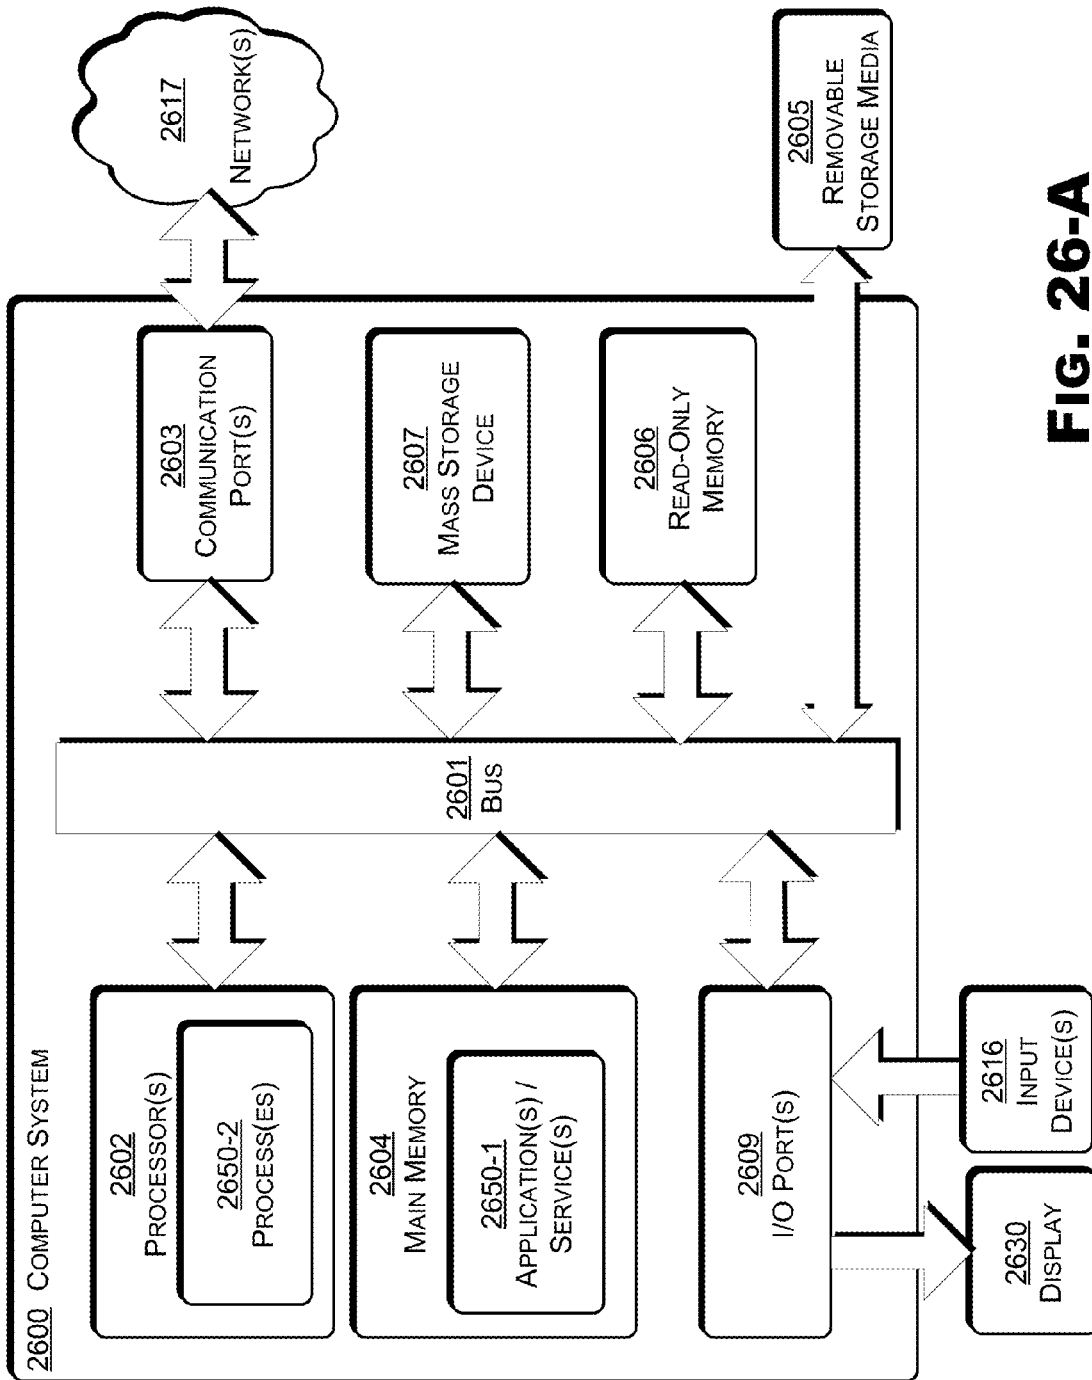 2600 COMPUTER SYSTEM
2602
PROCESSOR(S)
2650-2
PROCESS(ES)
2604
MAIN MEMORY
2650-1
APPLICATION(S) /
SERVICE(S)
2609
I/O PORT(S)
2630
DISPLAY
2616
INPUT
DEVICE(S)
2601
BUS
2603
COMMUNICATION
PORT(S)
2607
MASS STORAGE
DEVICE
2606
READ-ONLY
MEMORY
2617
NETWORK(S)
2605
REMOVABLE
STORAGE MEDIA
FIG. 26-A